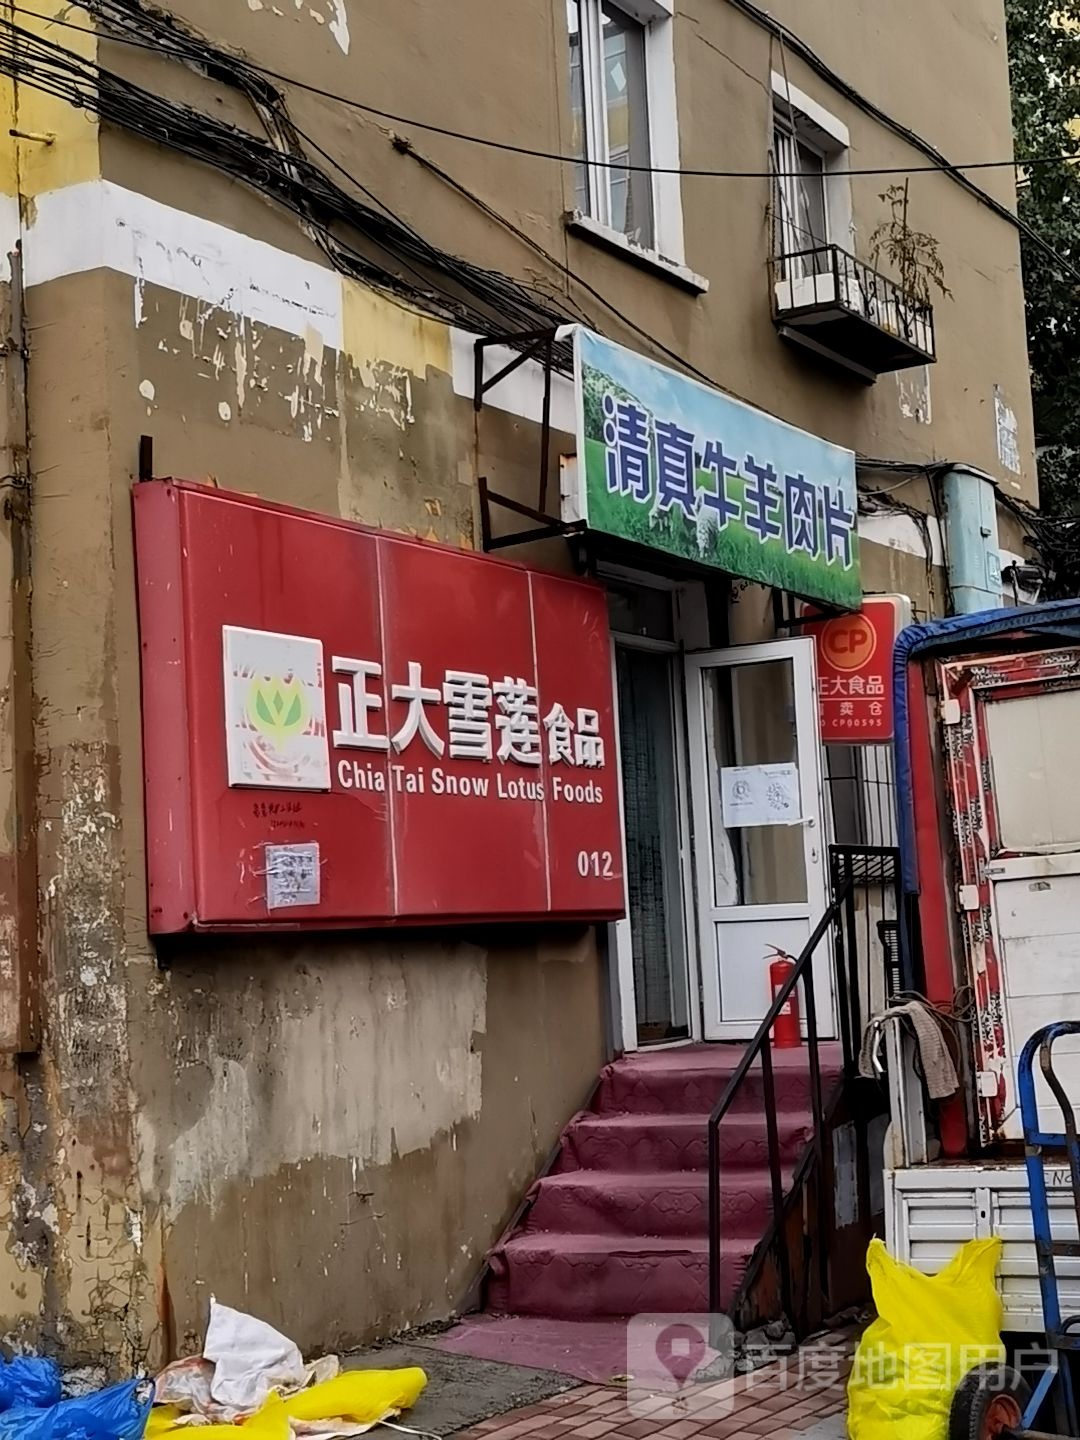 清真牛羊肉片
正大雪莲食品
Chia Tai Snow Lotus Foods
012
CP
正大食品
卖仓
CP00595
百度地图用户